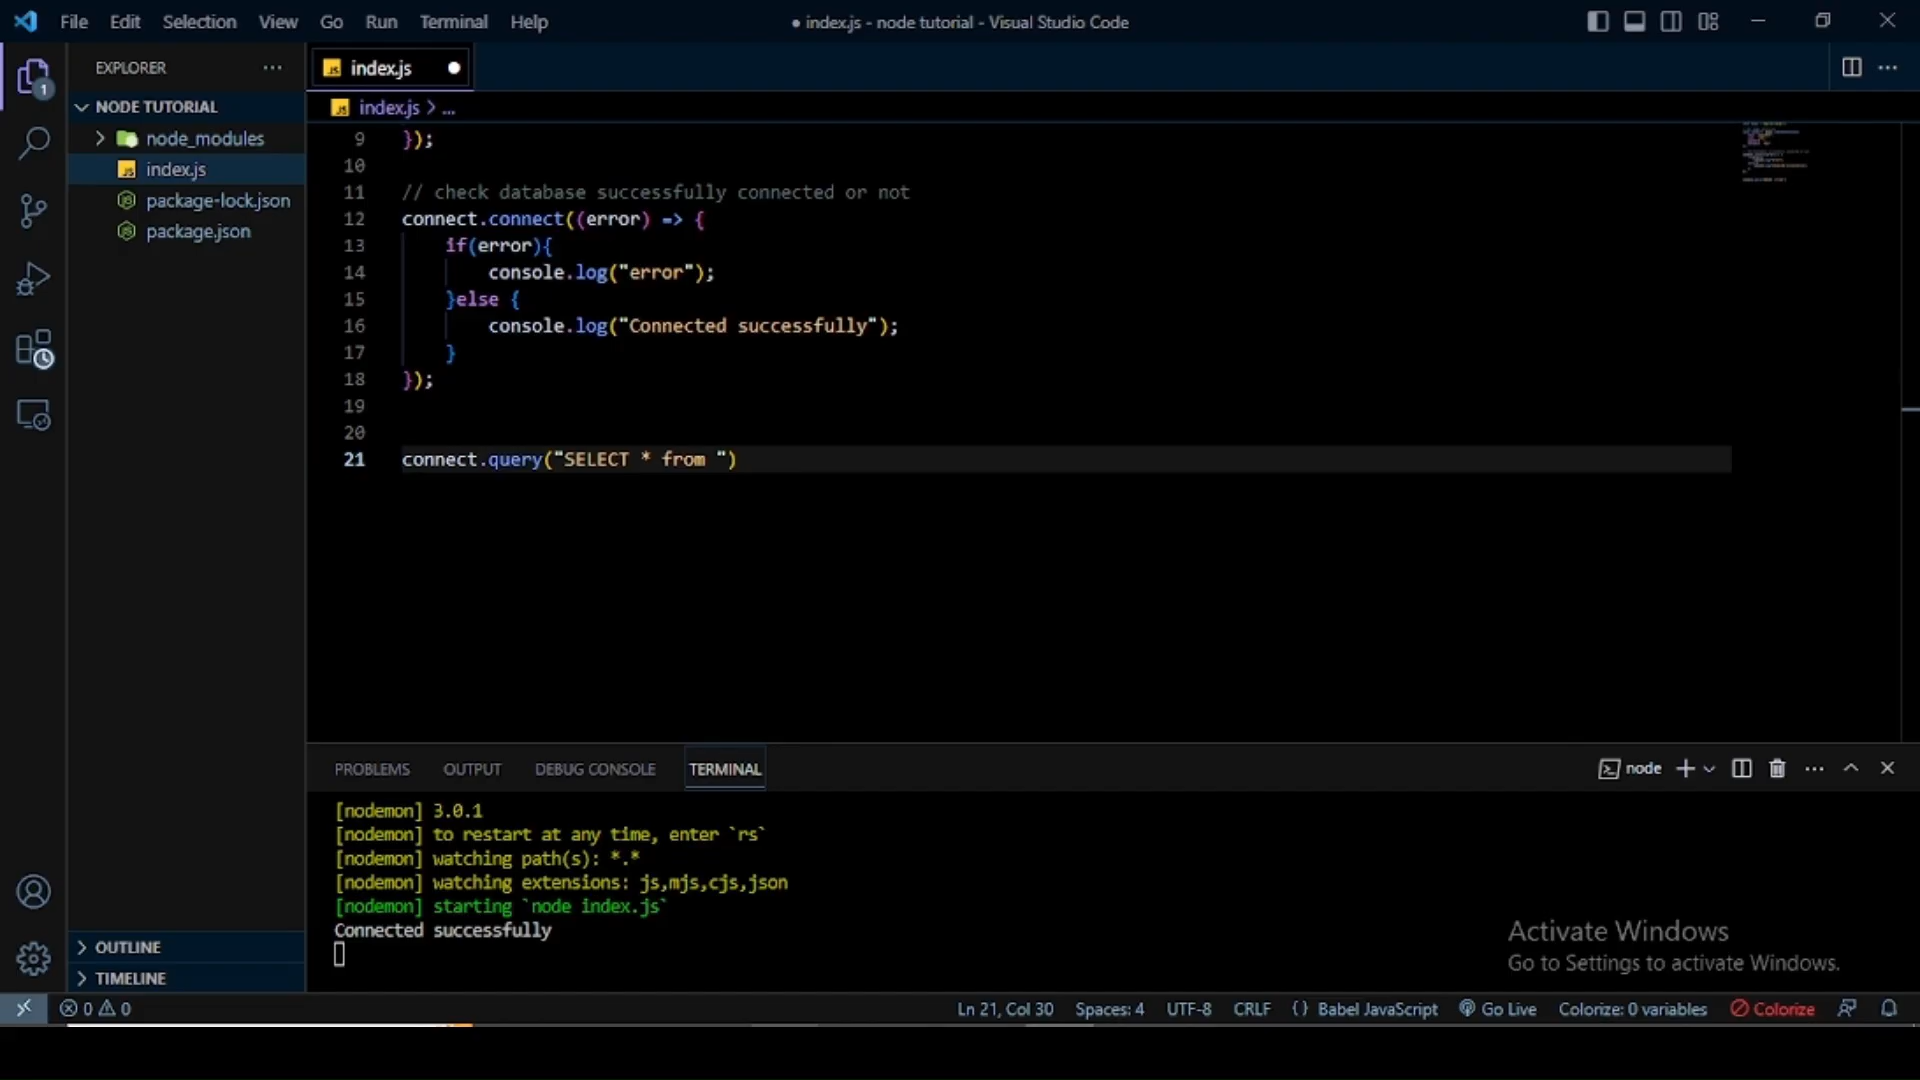 File Edit Selection View Go Run Terminal Help
● index.js - node tutorial - Visual Studio Code
EXPLORER
1
NODE TUTORIAL
node_modules
index.js
package-lock.json
package.json
OUTLINE
TIMELINE
JS index.js
JS index.js > ...
9 });
10
11 // check database successfully connected or not
12 connect.connect((error) => {
13 if(error){
14 console.log("error");
15 }else {
16 console.log("Connected successfully");
17 }
18 });
19
20
21 connect.query("SELECT * from ")
PROBLEMS OUTPUT DEBUG CONSOLE TERMINAL
node
[nodemon] 3.0.1
[nodemon] to restart at any time, enter `rs`
[nodemon] watching path(s): *.*
[nodemon] watching extensions: js,mjs,cjs,json
[nodemon] starting `node index.js`
Connected successfully
Activate Windows
Go to Settings to activate Windows.
0 0 Ln 21, Col 30 Spaces: 4 UTF-8 CRLF {} Babel JavaScript Go Live Colorize: 0 variables Colorize